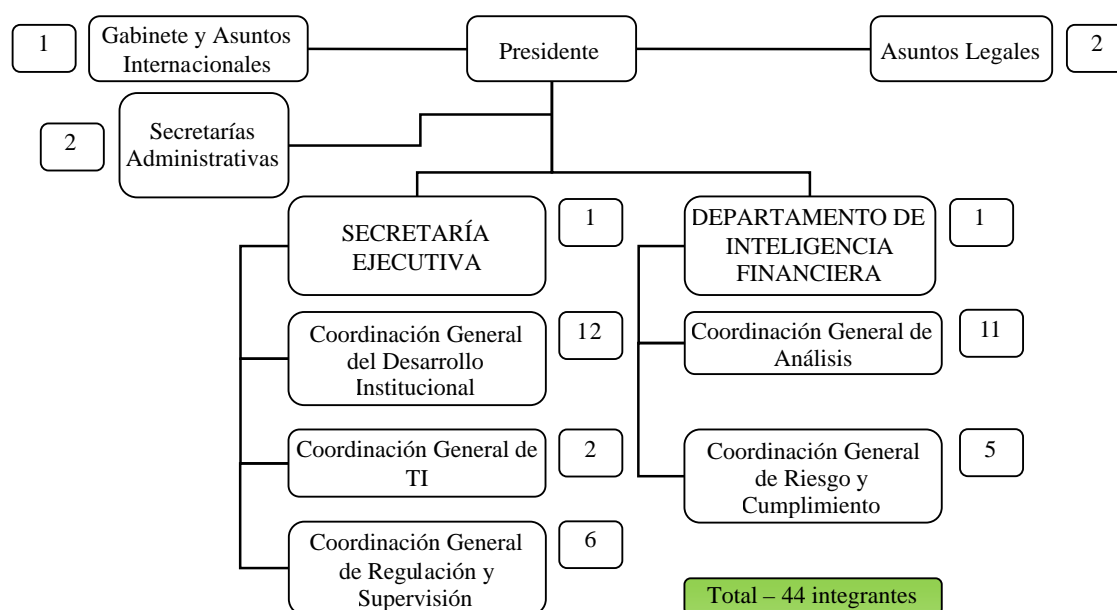 1
Gabinete y Asuntos
Internacionales
Presidente
Asuntos Legales
2
2
Secretarías
Administrativas
SECRETARÍA
EJECUTIVA
1
DEPARTAMENTO DE
INTELIGENCIA
FINANCIERA
1
Coordinación General
del Desarrollo
Institucional
12
Coordinación General de
Análisis
11
Coordinación General de
TI
2
Coordinación General
de Riesgo y
Cumplimiento
5
Coordinación General
de Regulación y
Supervisión
6
Total – 44 integrantes